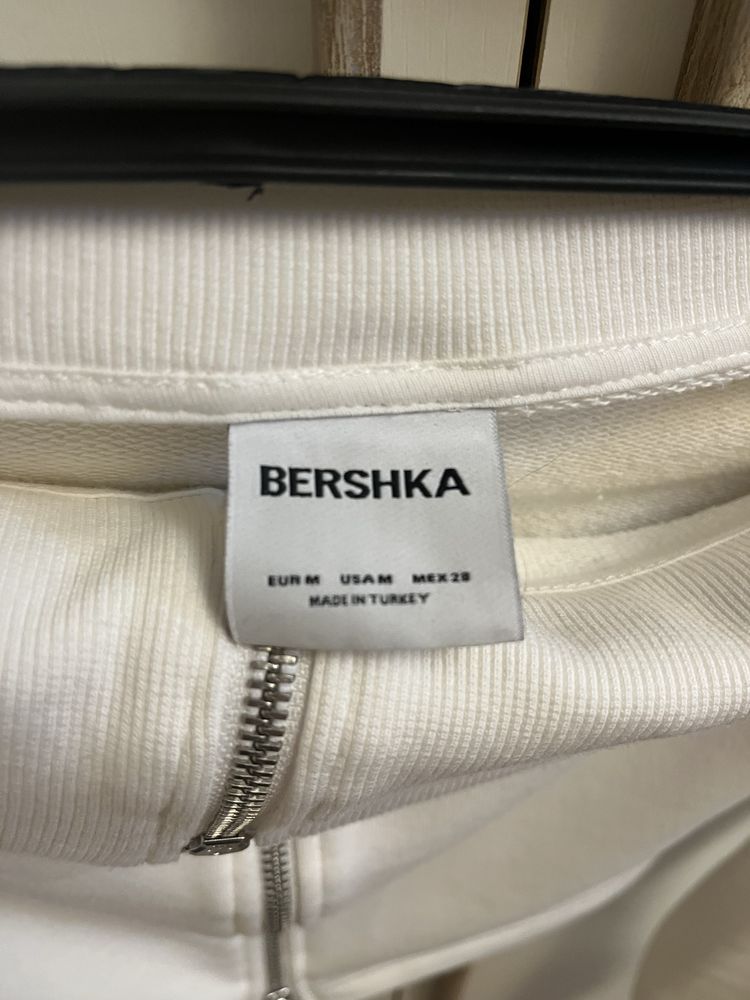 BERSHKA
EUR M USA M MEX 28
MADE IN TURKEY